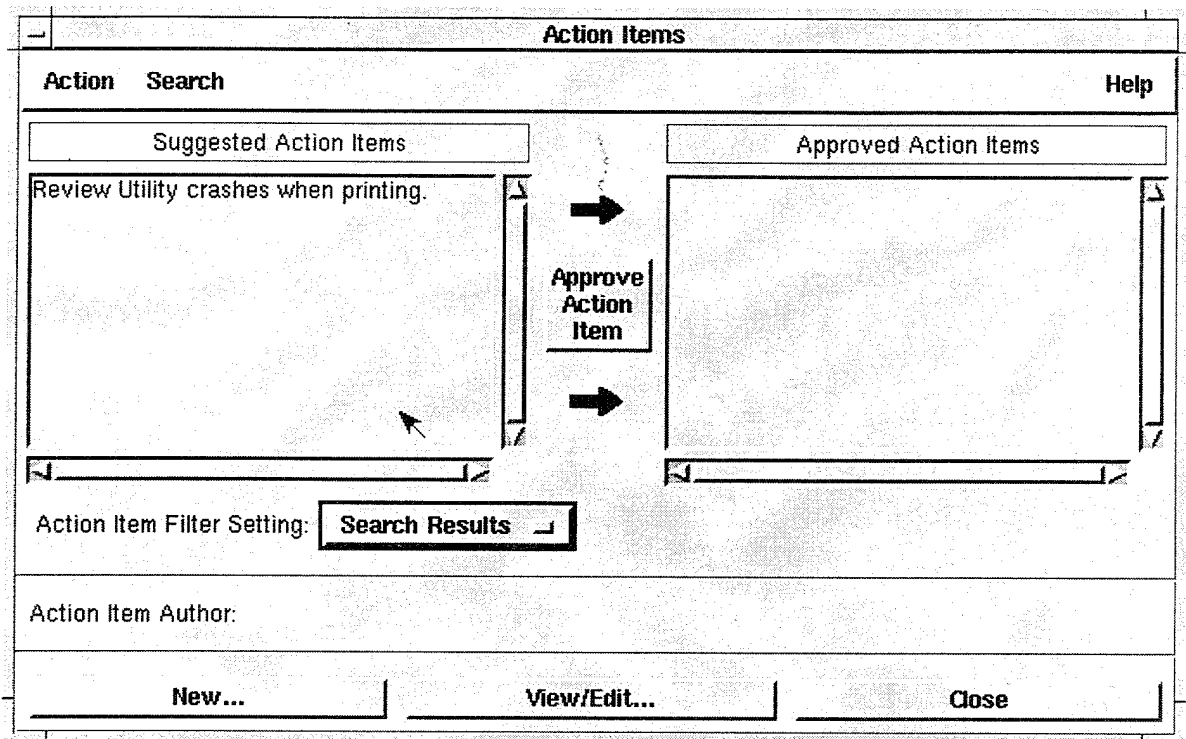 Action Items
Action Search Help
Suggested Action Items
Approved Action Items
Review Utility crashes when printing.
Approve
Action
Item
Action Item Filter Setting: Search Results
Action Item Author:
New... View/Edit... Close